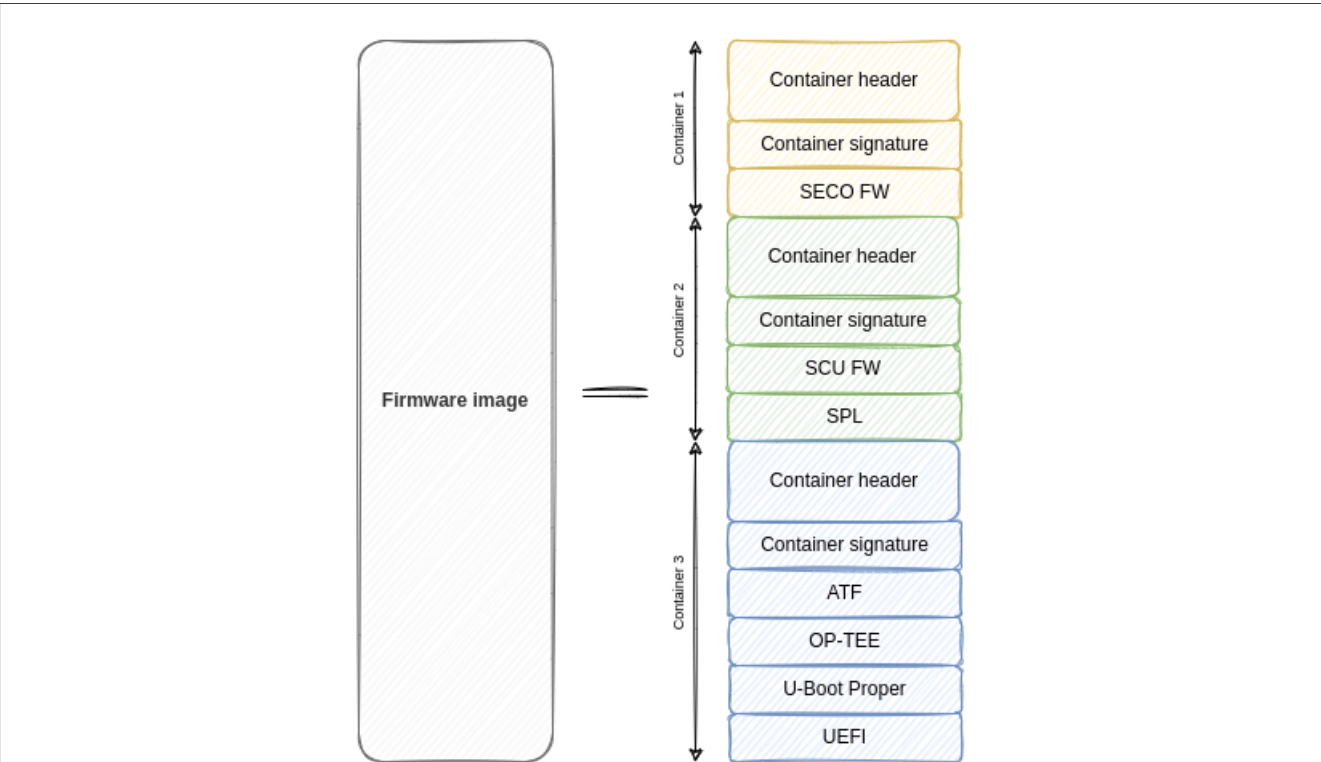 Firmware image
Container 1
Container header
Container signature
SECO FW
Container 2
Container header
Container signature
SCU FW
SPL
Container 3
Container header
Container signature
ATF
OP-TEE
U-Boot Proper
UEFI